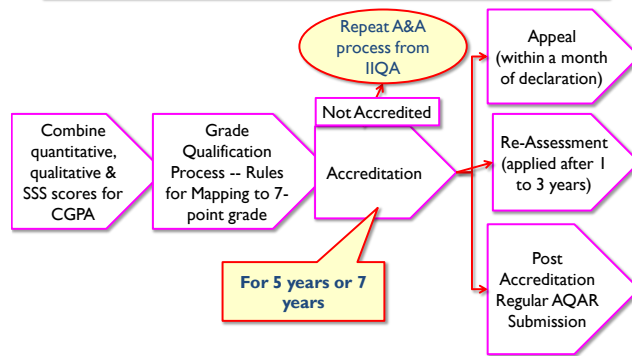 Repeat A&A
process from
IIQA
Appeal
(within a month
of declaration)
Not Accredited
Combine
quantitative,
qualitative &
SSS scores for
CGPA
Grade
Qualification
Process -- Rules
for Mapping to 7-
point grade
Accreditation
Re-Assessment
(applied after 1
to 3 years)
For 5 years or 7
years
Post
Accreditation
Regular AQAR
Submission